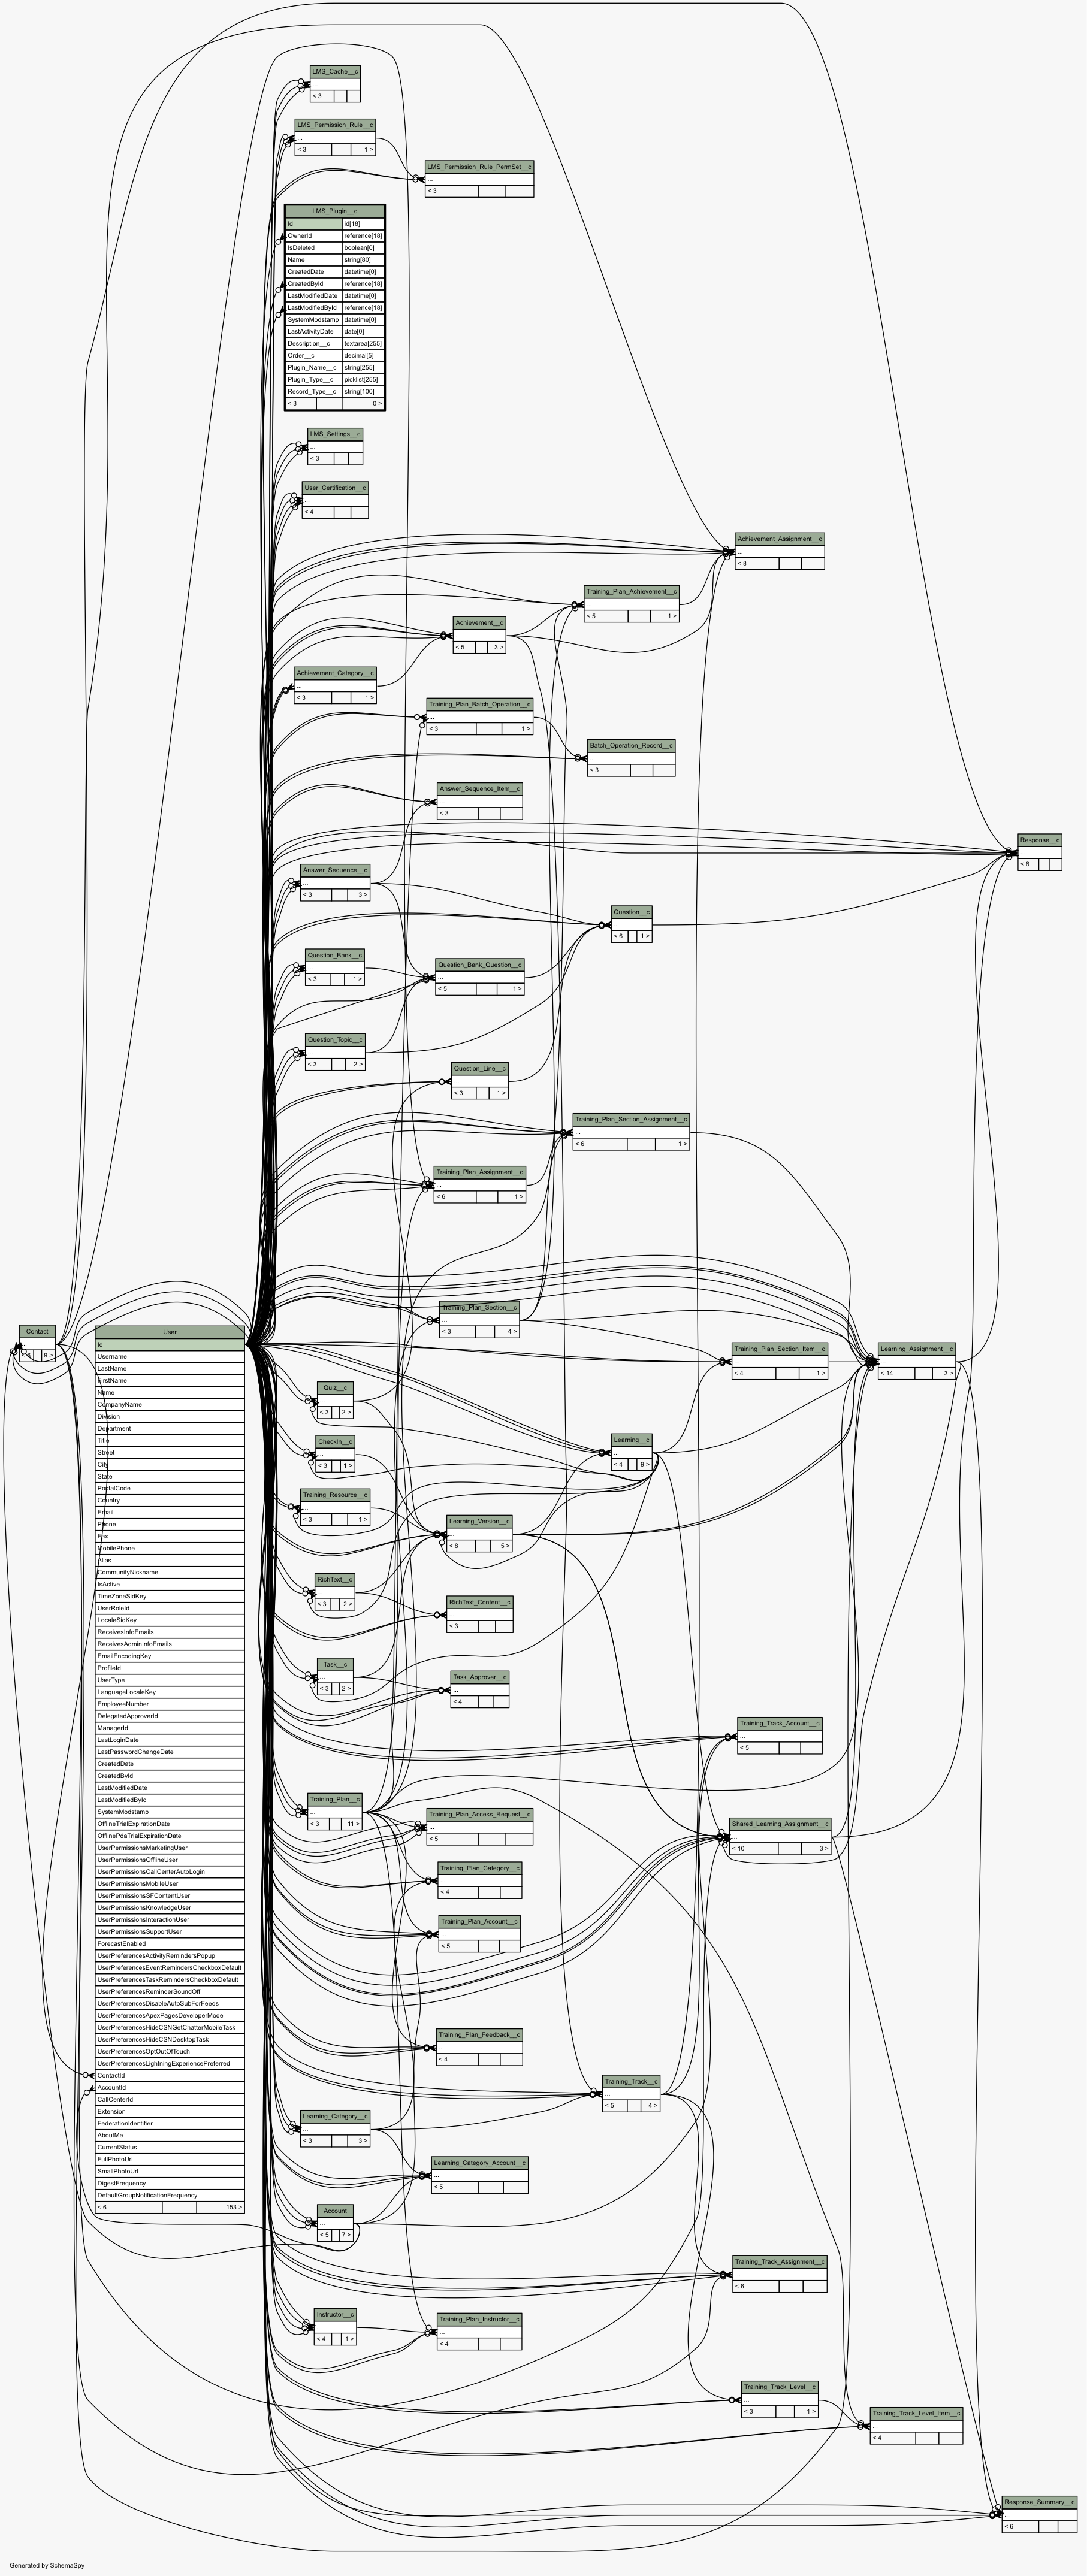 LMS_Cache__c
...
< 3
LMS_Permission_Rule__c
...
< 3 1 >
LMS_Permission_Rule_PermSet__c
...
< 3
LMS_Plugin__c
Id id[18]
OwnerId reference[18]
IsDeleted boolean[0]
Name string[80]
CreatedDate datetime[0]
CreatedById reference[18]
LastModifiedDate datetime[0]
LastModifiedById reference[18]
SystemModstamp datetime[0]
LastActivityDate date[0]
Description__c textarea[255]
Order__c decimal[5]
Plugin_Name__c string[255]
Plugin_Type__c picklist[255]
Record_Type__c string[100]
< 3 0 >
LMS_Settings__c
...
< 3
User_Certification__c
...
< 4
Achievement_Assignment__c
...
< 8
Training_Plan_Achievement__c
...
< 5 1 >
Achievement__c
...
< 5 3 >
Achievement_Category__c
...
< 3 1 >
Training_Plan_Batch_Operation__c
...
< 3 1 >
Batch_Operation_Record__c
...
< 3
Answer_Sequence_Item__c
...
< 3
Response__c
...
< 8
Answer_Sequence__c
...
< 3 3 >
Question__c
...
< 6 1 >
Question_Bank__c
...
< 3 1 >
Question_Bank_Question__c
...
< 5 1 >
Question_Topic__c
...
< 3 2 >
Question_Line__c
...
< 3 1 >
Training_Plan_Section_Assignment__c
...
< 6 1 >
Training_Plan_Assignment__c
...
< 6 1 >
Training_Plan_Section__c
...
< 3 4 >
Contact
9 >
User
Id
Username
LastName
FirstName
Name
CompanyName
Division
Department
Title
Street
City
State
PostalCode
Country
Email
Phone
Fax
MobilePhone
Alias
CommunityNickname
IsActive
TimeZoneSidKey
UserRoleId
LocaleSidKey
ReceivesInfoEmails
ReceivesAdminInfoEmails
EmailEncodingKey
ProfileId
UserType
LanguageLocaleKey
EmployeeNumber
DelegatedApproverId
ManagerId
LastLoginDate
LastPasswordChangeDate
CreatedDate
CreatedById
LastModifiedDate
LastModifiedById
SystemModstamp
OfflineTrialExpirationDate
OfflinePdaTrialExpirationDate
UserPermissionsMarketingUser
UserPermissionsOfflineUser
UserPermissionsCallCenterAutoLogin
UserPermissionsMobileUser
UserPermissionsSFContentUser
UserPermissionsKnowledgeUser
UserPermissionsInteractionUser
UserPermissionsSupportUser
ForecastEnabled
UserPreferencesActivityRemindersPopup
UserPreferencesEventRemindersCheckboxDefault
UserPreferencesTaskRemindersCheckboxDefault
UserPreferencesReminderSoundOff
UserPreferencesDisableAutoSubForFeeds
UserPreferencesApexPagesDeveloperMode
UserPreferencesHideCSNGetChatterMobileTask
UserPreferencesHideCSNDesktopTask
UserPreferencesOptOutOfTouch
UserPreferencesLightningExperiencePreferred
ContactId
AccountId
CallCenterId
Extension
FederationIdentifier
AboutMe
CurrentStatus
FullPhotoUrl
SmallPhotoUrl
DigestFrequency
DefaultGroupNotificationFrequency
< 6 153 >
Training_Plan_Section_Item__c
...
< 4 1 >
Learning_Assignment__c
...
< 14 3 >
Quiz__c
...
< 3 2 >
CheckIn__c
...
< 3 1 >
Learning__c
...
< 4 9 >
Training_Resource__c
...
< 3 1 >
Learning_Version__c
...
< 8 5 >
RichText__c
...
< 3 2 >
RichText_Content__c
...
< 3
Task__c
...
< 3 2 >
Task_Approver__c
...
< 4
Training_Track_Account__c
...
< 5
Training_Plan__c
...
< 3 11 >
Training_Plan_Access_Request__c
...
< 5
Shared_Learning_Assignment__c
...
< 10 3 >
Training_Plan_Category__c
...
< 4
Training_Plan_Account__c
...
< 5
Training_Plan_Feedback__c
...
< 4
Training_Track__c
...
< 5 4 >
Learning_Category__c
...
< 3 3 >
Learning_Category_Account__c
...
< 5
Account
...
< 5 7 >
Training_Track_Assignment__c
...
< 6
Instructor__c
...
< 4 1 >
Training_Plan_Instructor__c
...
< 4
Training_Track_Level__c
...
< 3 1 >
Training_Track_Level_Item__c
...
< 4
Response_Summary__c
...
< 6
Generated by SchemaSpy